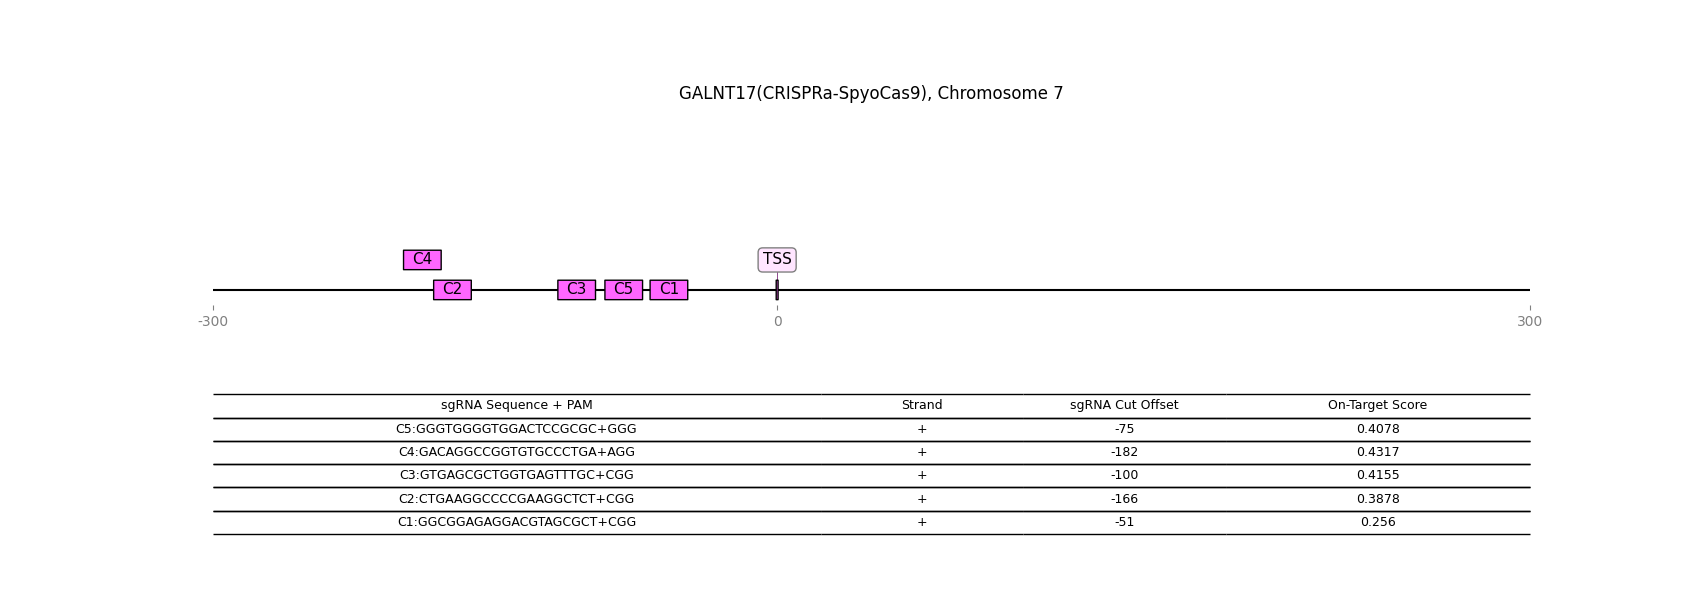 GALNT17(CRISPRa-SpyoCas9), Chromosome 7
C4 TSS
C2 C3 C5 C1
-300 0 300
sgRNA Sequence + PAM Strand sgRNA Cut Offset On-Target Score
C5:GGGTGGGGTGGACTCCGCGC+GGG + -75 0.4078
C4:GACAGGCCGGTGTGCCCTGA+AGG + -182 0.4317
C3:GTGAGCGCTGGTGAGTTTGC+CGG + -100 0.4155
C2:CTGAAGGCCCCGAAGGCTCT+CGG + -166 0.3878
C1:GGCGGAGAGGACGTAGCGCT+CGG + -51 0.256